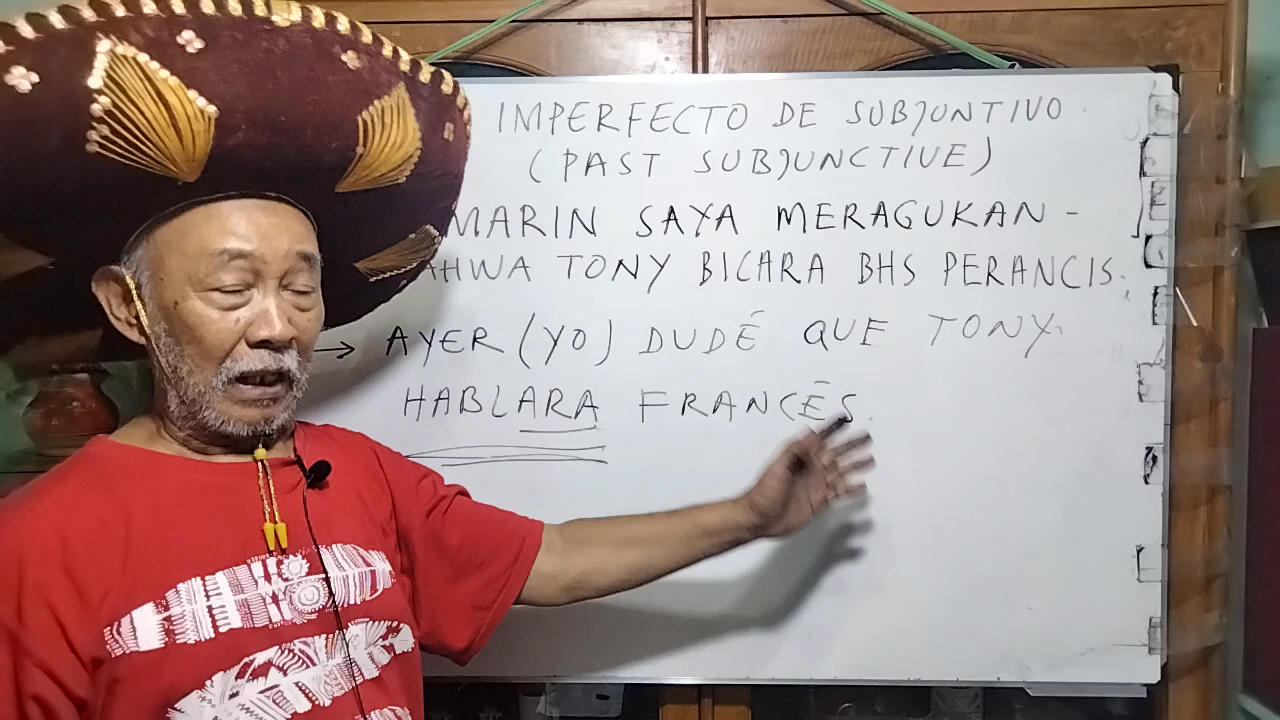 IMPERFECTO DE SUBJUNTIVO
(PAST SUBJUNCTIVE)
MARIN SAYA MERAGUKAN -
AHWA TONY BICARA BHS PERANCIS.
→ AYER (YO) DUDÉ QUE TONY
HABLARA FRANCÉS.